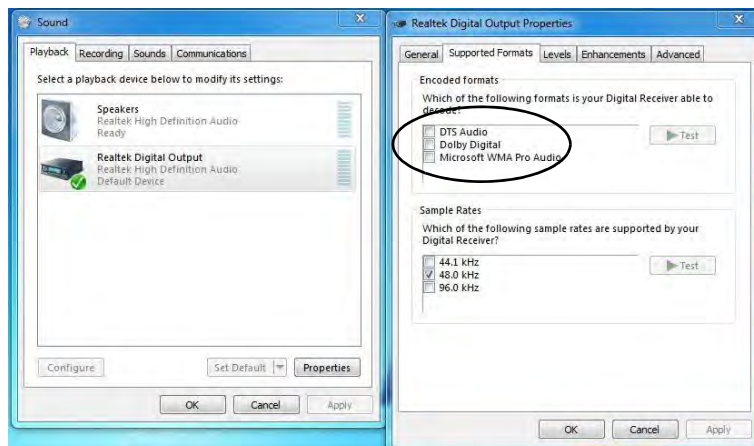 Sound
Playback Recording Sounds Communications
Select a playback device below to modify its settings:
Speakers
Realtek High Definition Audio
Ready
Realtek Digital Output
Realtek High Definition Audio
Default Device
Configure Set Default Properties
OK Cancel Apply
Realtek Digital Output Properties
General Supported Formats Levels Enhancements Advanced
Encoded formats
Which of the following formats is your Digital Receiver able to
decode?
DTS Audio
Dolby Digital
Microsoft WMA Pro Audio
Test
Sample Rates
Which of the following sample rates are supported by your
Digital Receiver?
44.1 kHz
48.0 kHz
96.0 kHz
Test
OK Cancel Apply